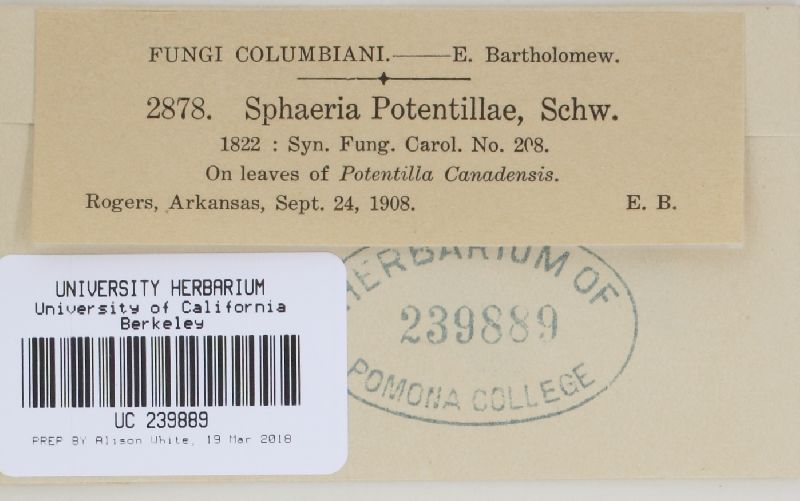 FUNGI COLUMBIANI.——E. Bartholomew.
2878. Sphaeria Potentillae, Schw.
1822 : Syn. Fung. Carol. No. 208.
On leaves of Potentilla Canadensis.
Rogers, Arkansas, Sept. 24, 1908. E. B.
HERBARIUM OF
239889
POMONA COLLEGE
UNIVERSITY HERBARIUM
University of California
Berkeley
UC 239889
PREP BY Alison White, 19 Mar 2018